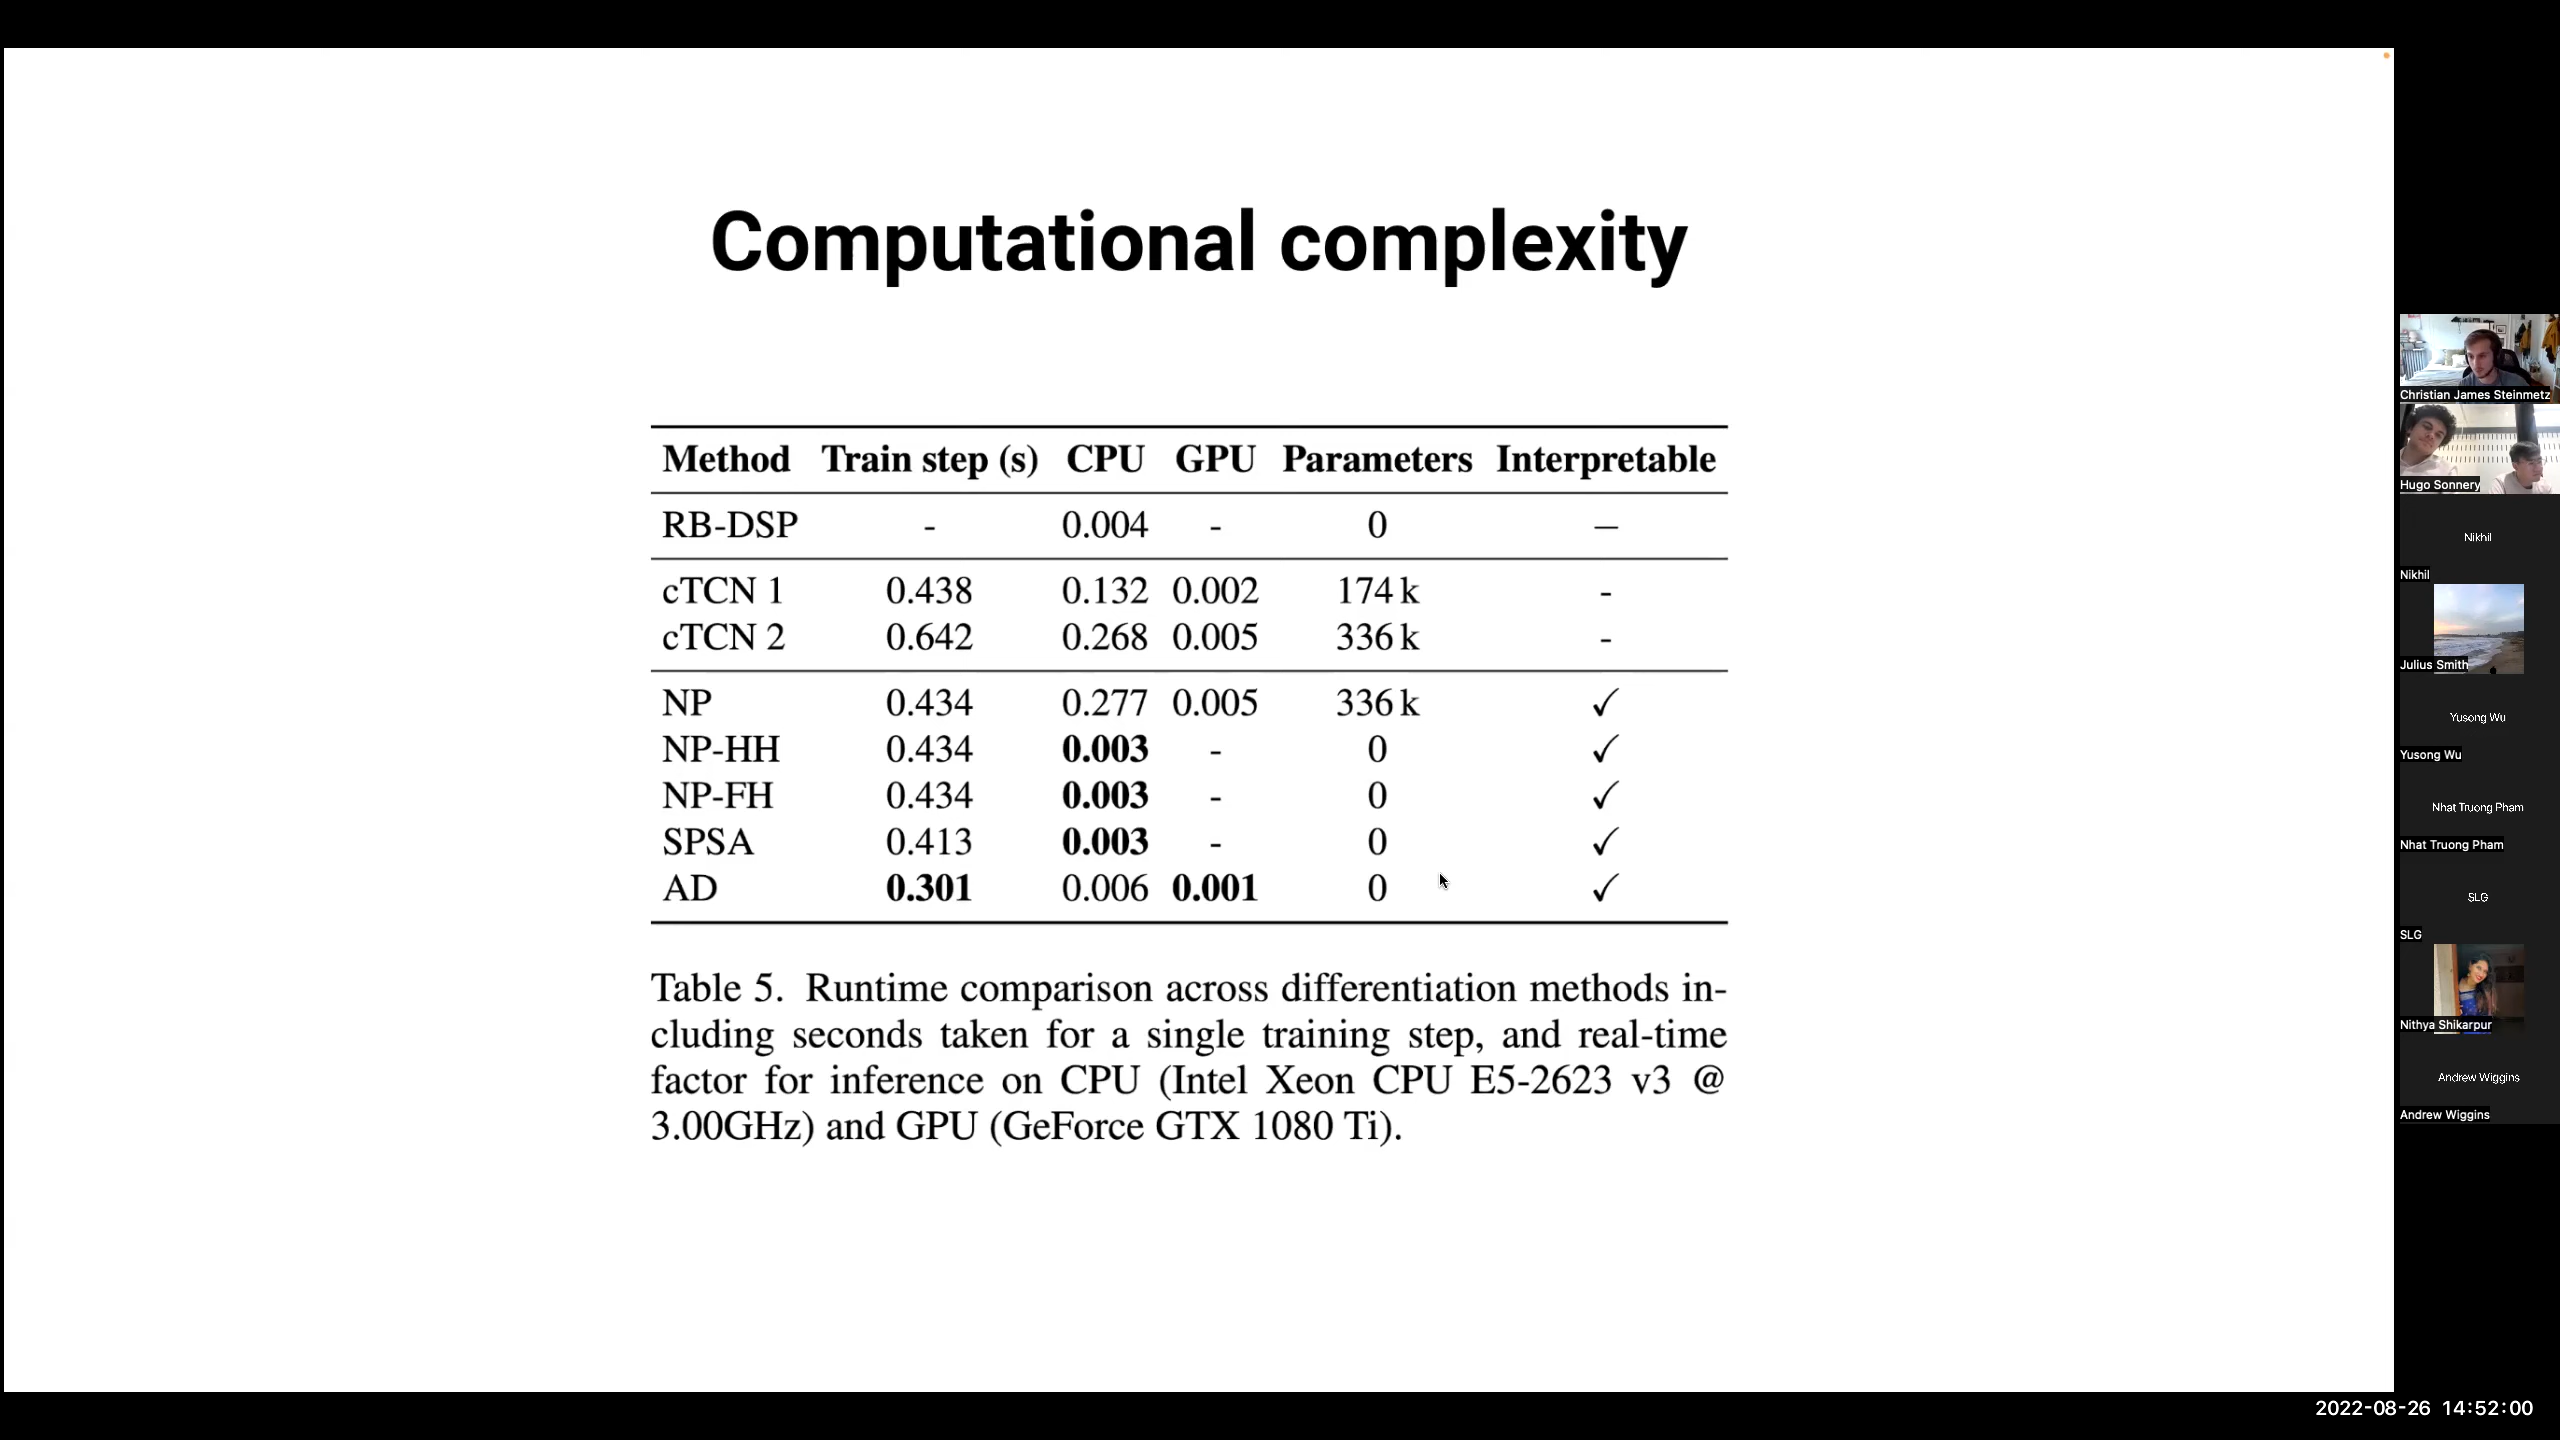 Computational complexity
Method Train step (s) CPU GPU Parameters Interpretable
RB-DSP - 0.004 - 0 –
cTCN 1 0.438 0.132 0.002 174 k -
cTCN 2 0.642 0.268 0.005 336 k -
NP 0.434 0.277 0.005 336 k ✓
NP-HH 0.434 0.003 - 0 ✓
NP-FH 0.434 0.003 - 0 ✓
SPSA 0.413 0.003 - 0 ✓
AD 0.301 0.006 0.001 0 ✓
Table 5. Runtime comparison across differentiation methods in-
cluding seconds taken for a single training step, and real-time
factor for inference on CPU (Intel Xeon CPU E5-2623 v3 @
3.00GHz) and GPU (GeForce GTX 1080 Ti).
Christian James Steinmetz
Hugo Sonnery
Nikhil
Nikhil
Julius Smith
Yusong Wu
Yusong Wu
Nhat Truong Pham
Nhat Truong Pham
SLG
SLG
Nithya Shikarpur
Andrew Wiggins
Andrew Wiggins
2022-08-26 14:52:00